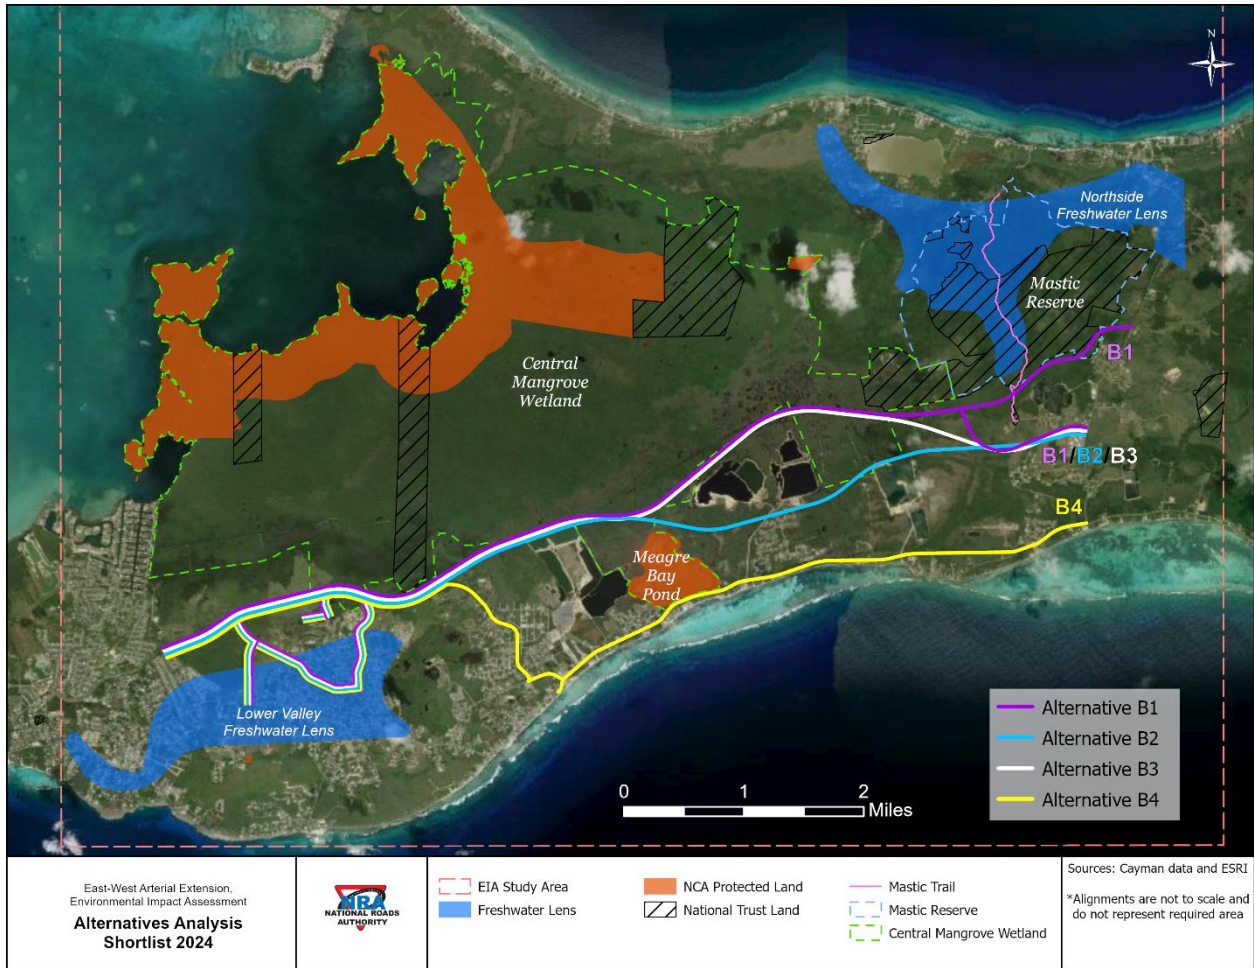 N
Northside
Freshwater Lens
Mastic
Reserve
B1
Central
Mangrove
Wetland
B1/B2/B3
B4
Meagre
Bay
Pond
Lower Valley
Freshwater Lens
Alternative B1
Alternative B2
Alternative B3
Alternative B4
0 1 2
Miles
East-West Arterial Extension,
Environmental Impact Assessment
Alternatives Analysis
Shortlist 2024
NRA
NATIONAL ROADS
AUTHORITY
EIA Study Area
Freshwater Lens
NCA Protected Land
National Trust Land
Mastic Trail
Mastic Reserve
Central Mangrove Wetland
Sources: Cayman data and ESRI
*Alignments are not to scale and
do not represent required area